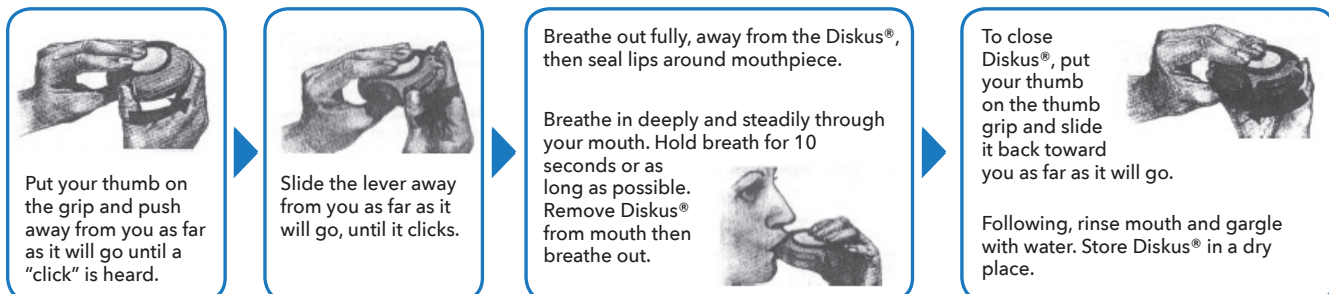 Put your thumb on
the grip and push
away from you as far
as it will go until a
“click” is heard.
Slide the lever away
from you as far as it
will go, until it clicks.
Breathe out fully, away from the Diskus®,
then seal lips around mouthpiece.
Breathe in deeply and steadily through
your mouth. Hold breath for 10
seconds or as
long as possible.
Remove Diskus®
from mouth then
breathe out.
To close
Diskus®, put
your thumb
on the thumb
grip and slide
it back toward
you as far as it will go.
Following, rinse mouth and gargle
with water. Store Diskus® in a dry
place.